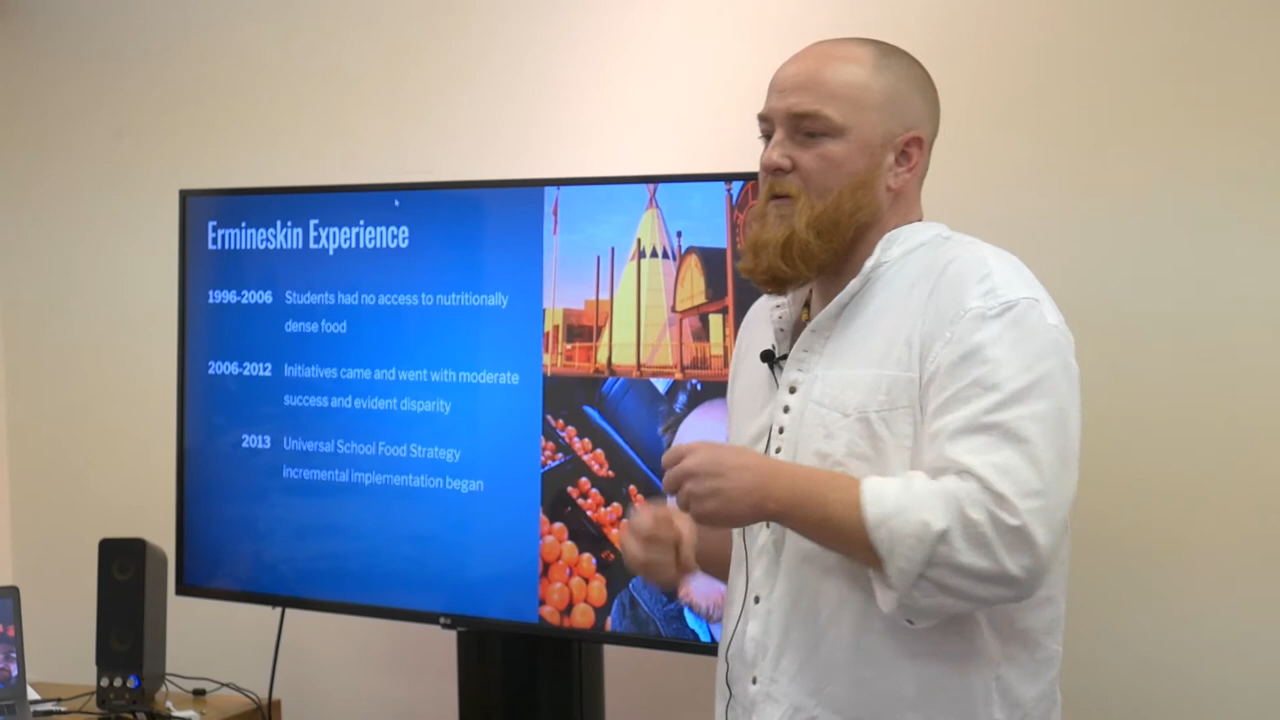 Ermineskin Experience
1996-2006 Students had no access to nutritionally
dense food
2006-2012 Initiatives came and went with moderate
success and evident disparity
2013 Universal School Food Strategy
incremental implementation began
LG